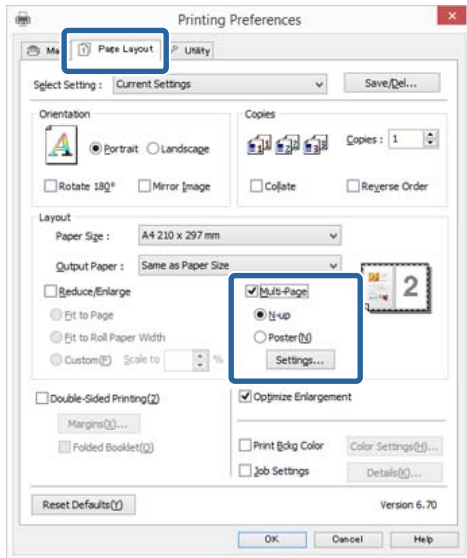 Printing Preferences
Ma
Page Layout
Utility
Select Setting : Current Settings
Save/Del...
Orientation
Copies
Portrait Landscape
Copies : 1
Rotate 180° Mirror Image
Collate Reverse Order
Layout
Paper Size : A4 210 x 297 mm
Output Paper : Same as Paper Size
Reduce/Enlarge
Multi-Page
2
Fit to Page
N-up
Fit to Roll Paper Width
Poster(N)
Custom(F) Scale to %
Settings...
Double-Sided Printing(Z)
Optimize Enlargement
Margins(X)...
Folded Booklet(Q)
Print Bckg Color Color Settings(H)...
Job Settings Details(K)...
Reset Defaults(Y)
Version 6.70
OK Cancel Help